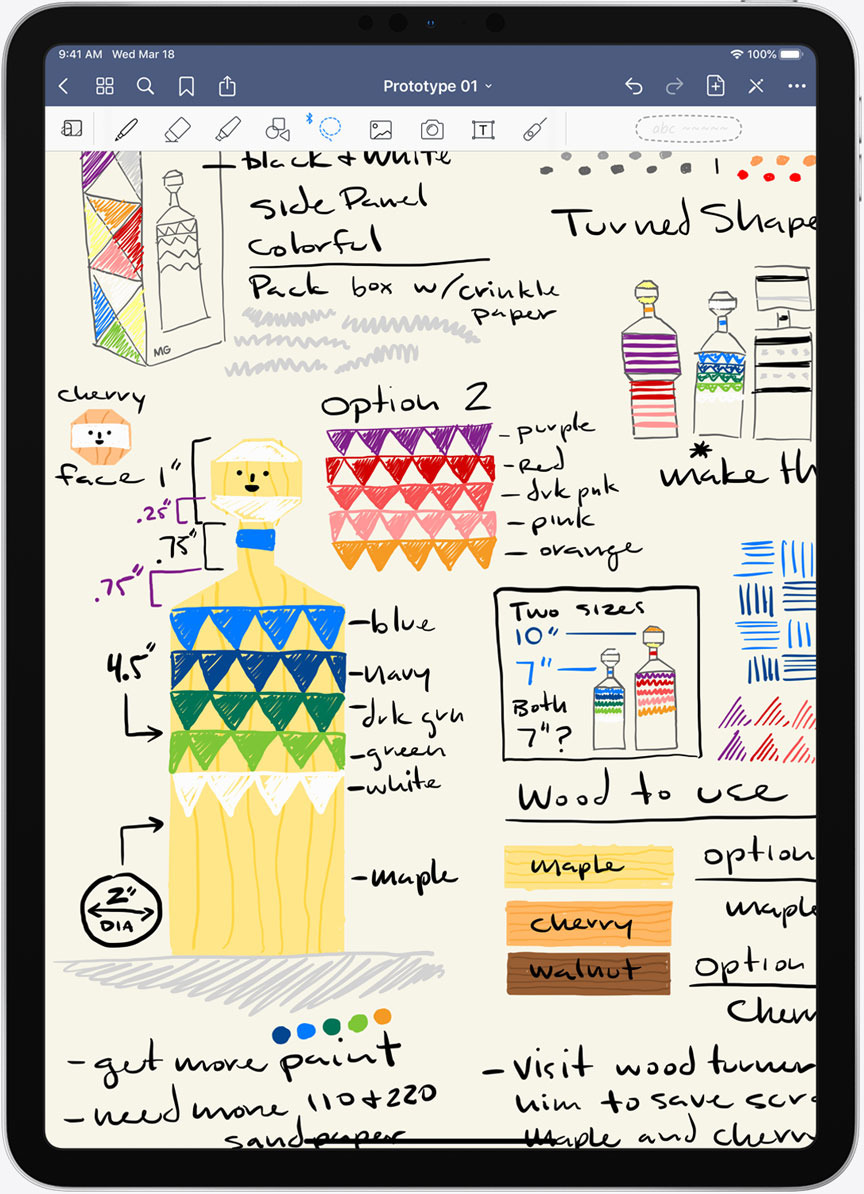 9:41 AM Wed Mar 18
100%
Prototype 01
abc
black & white
Side Panel
Colorful
Pack box w/crinkle
paper
MG
Turned Shape
cherry
face 1"
.25"
.75"
.75"
4.5"
2"
DIA
Option 2
purple
Red
drk pnk
pink
orange
blue
navy
drk grn
green
white
maple
* make th
Two sizes
10"
7"
Both
7"?
Wood to use
maple
cherry
walnut
option
maple
option
Cherr
- get more paint
- need more 110 & 220
sandpaper
- visit wood turner
him to save scra
maple and cherry